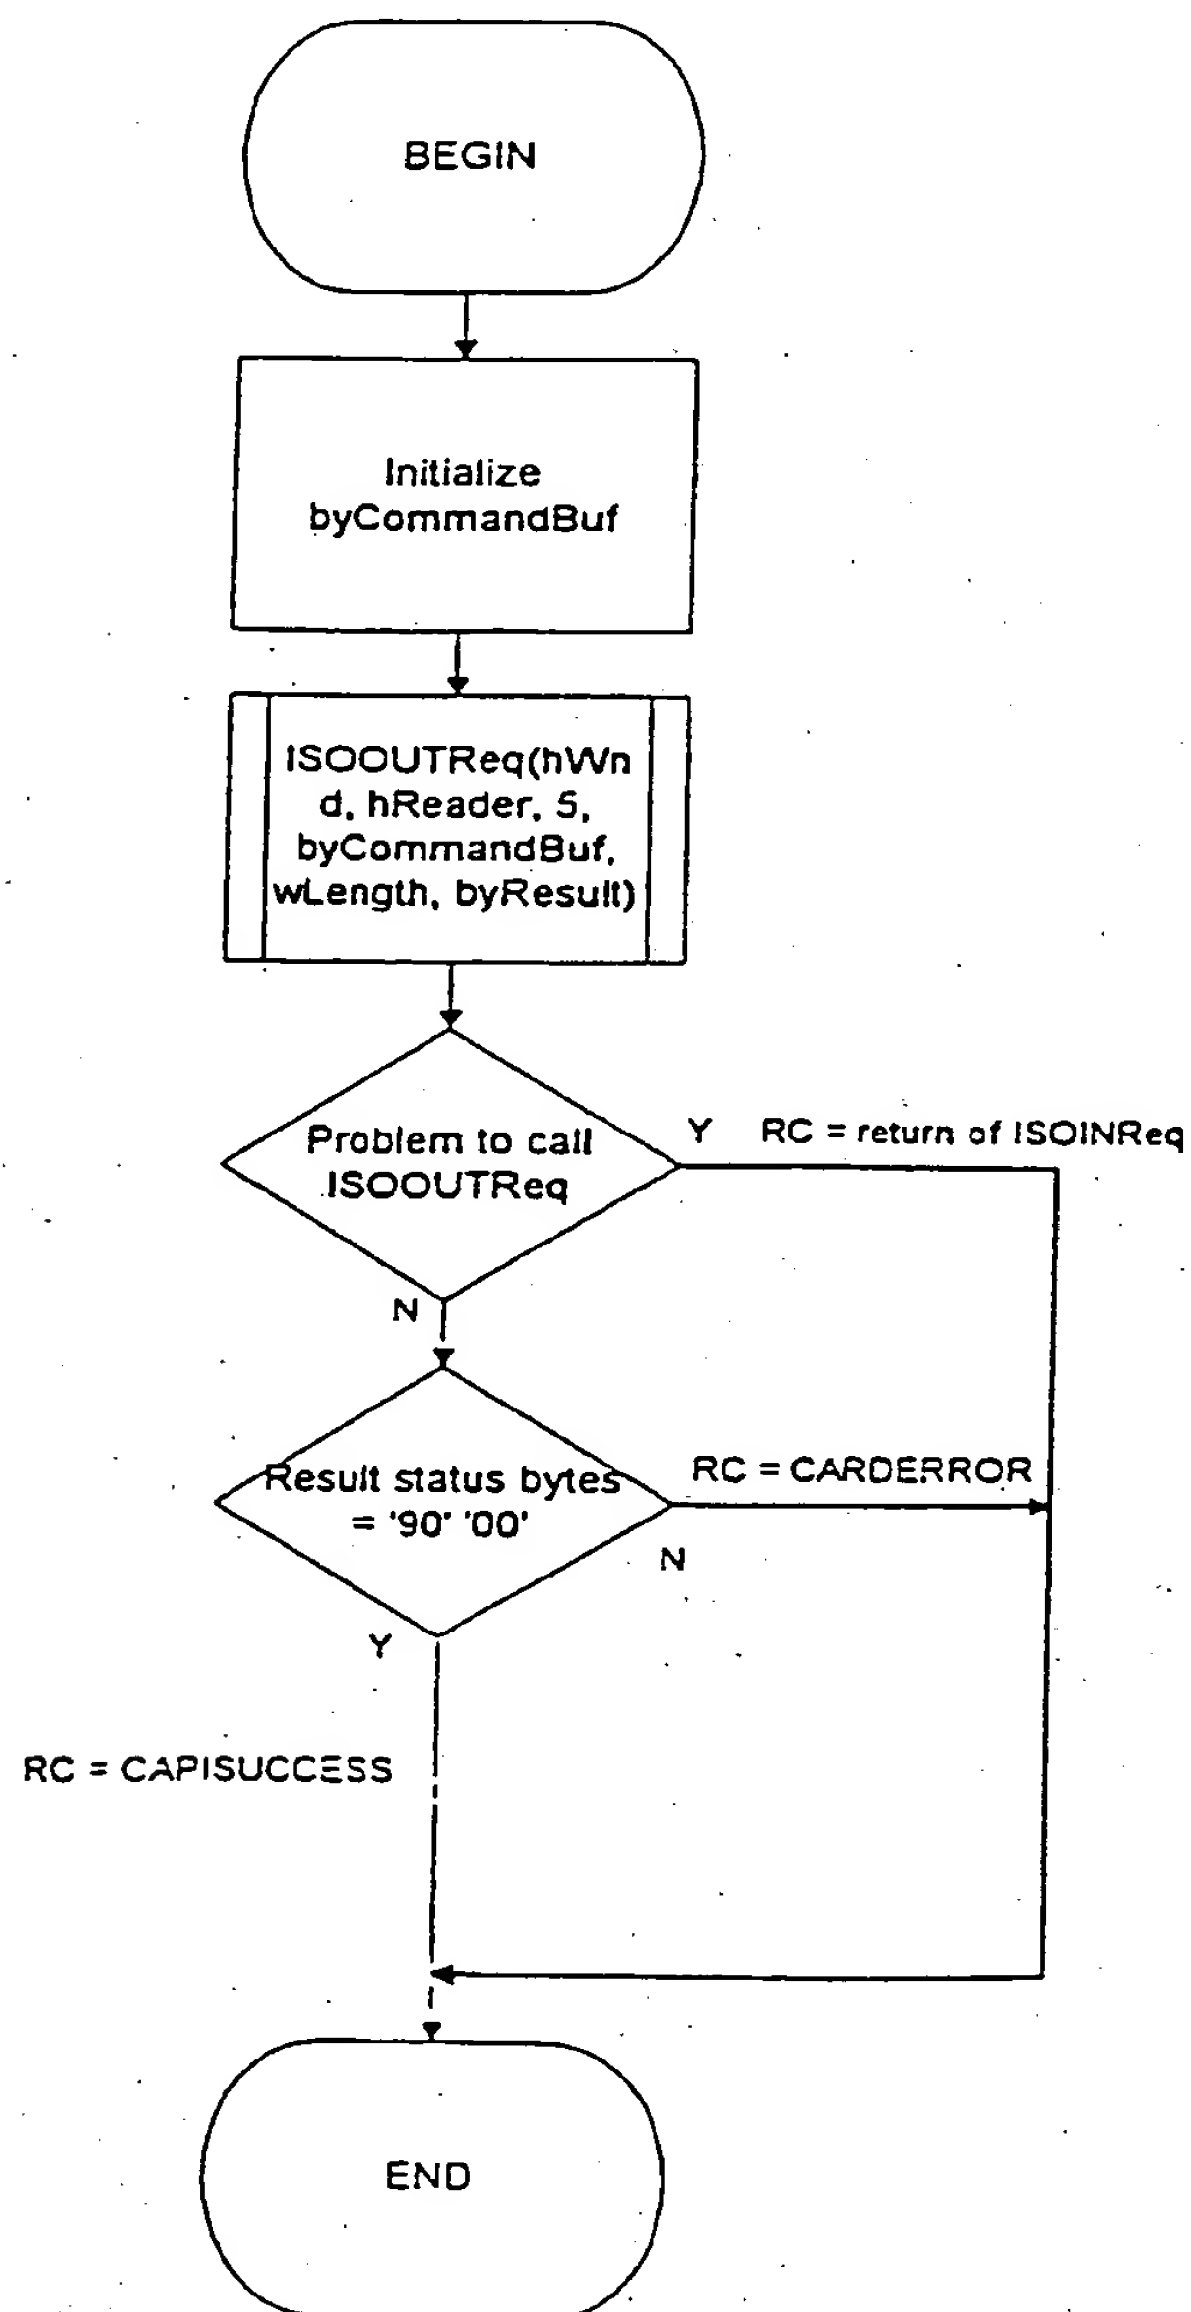 BEGIN
Initialize
byCommandBuf
ISOOUTReq(hWn
d, hReader, 5,
byCommandBuf,
wLength, byResult)
Problem to call
ISOOUTReq
Y RC = return of ISOINReq
N
Result status bytes
= '90' '00'
RC = CARDERROR
N
Y
RC = CAPISUCCESS
END